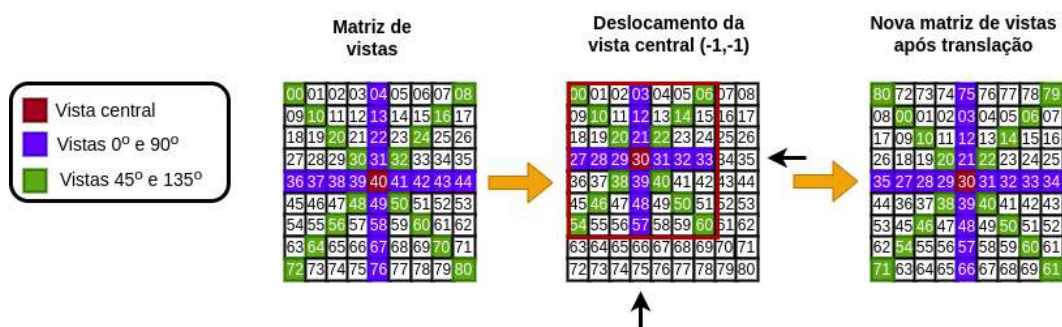 Matriz de
vistas
Deslocamento da
vista central (-1,-1)
Nova matriz de vistas
após translação
Vista central
Vistas 0º e 90º
Vistas 45º e 135º
00 01 02 03 04 05 06 07 08
09 10 11 12 13 14 15 16 17
18 19 20 21 22 23 24 25 26
27 28 29 30 31 32 33 34 35
36 37 38 39 40 41 42 43 44
45 46 47 48 49 50 51 52 53
54 55 56 57 58 59 60 61 62
63 64 65 66 67 68 69 70 71
72 73 74 75 76 77 78 79 80
00 01 02 03 04 05 06 07 08
09 10 11 12 13 14 15 16 17
18 19 20 21 22 23 24 25 26
27 28 29 30 31 32 33 34 35
36 37 38 39 40 41 42 43 44
45 46 47 48 49 50 51 52 53
54 55 56 57 58 59 60 61 62
63 64 65 66 67 68 69 70 71
72 73 74 75 76 77 78 79 80
80 72 73 74 75 76 77 78 79
08 00 01 02 03 04 05 06 07
17 09 10 11 12 13 14 15 16
26 18 19 20 21 22 23 24 25
35 27 28 29 30 31 32 33 34
44 36 37 38 39 40 41 42 43
53 45 46 47 48 49 50 51 52
62 54 55 56 57 58 59 60 61
71 63 64 65 66 67 68 69 61